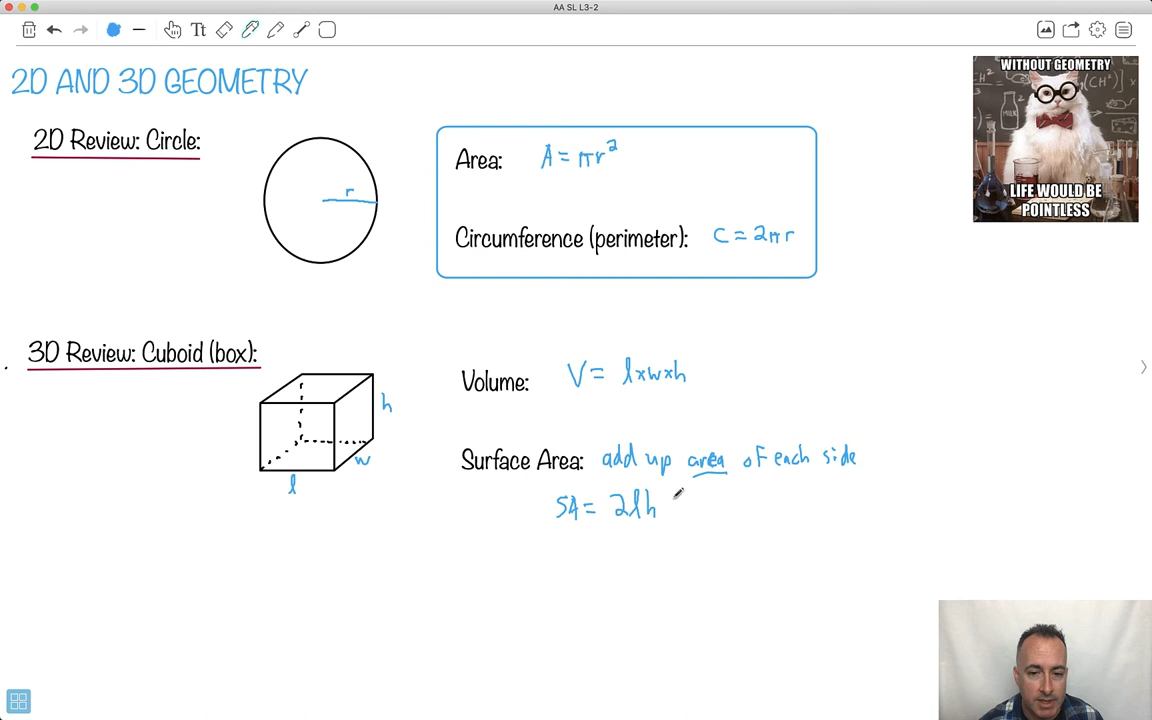 AA SL L3-2
Tt
2D AND 3D GEOMETRY
WITHOUT GEOMETRY
LIFE WOULD BE
POINTLESS
2D Review: Circle:
r
Area: A = πr²
Circumference (perimeter): C = 2πr
3D Review: Cuboid (box):
h
w
l
Volume: V = l×w×h
Surface Area: add up area of each side
SA = 2lh